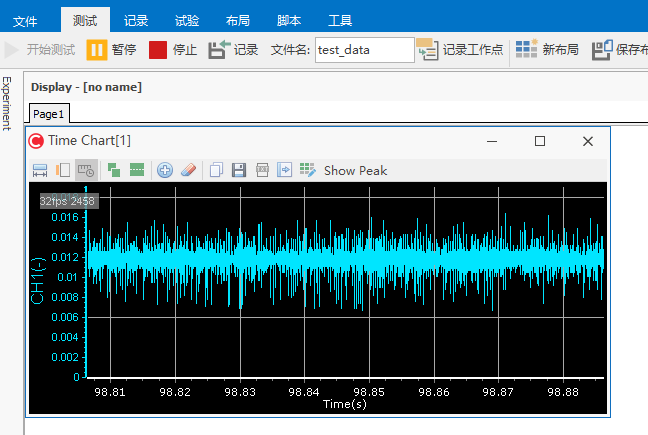 文件 测试 记录 试验 布局 脚本 工具
开始测试 暂停 停止 记录 文件名: test_data 记录工作点 新布局 保存布
Experiment
Display - [no name]
Page1
Time Chart[1]
Show Peak
32fps 2458
0.016
0.014
0.012
0.01
0.008
0.006
0.004
0.002
0
CH1(-)
98.81 98.82 98.83 98.84 98.85 98.86 98.87 98.88
Time(s)